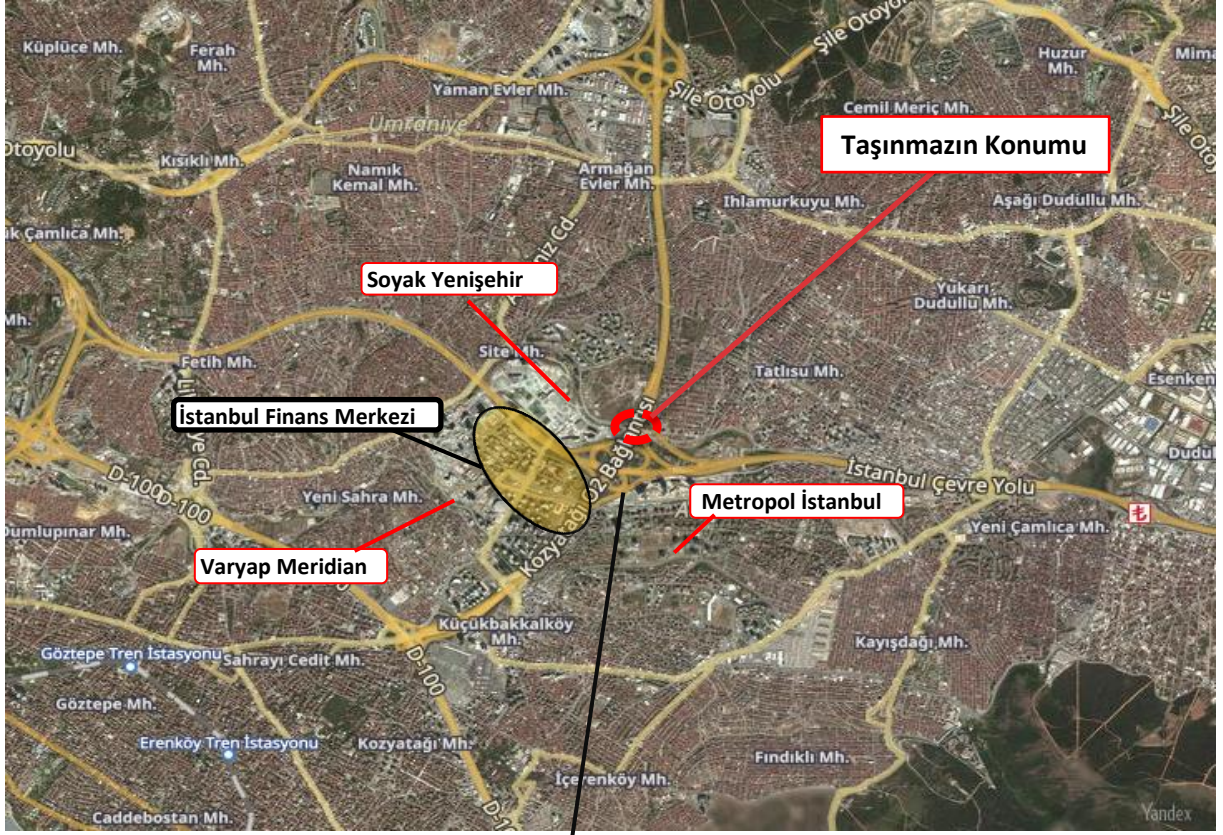 Küplüce Mh.
Ferah
Mh.
Yaman Evler Mh.
Şile Otoyolu
Şile Otoyolu
Huzur
Mh.
Cemil Meriç Mh.
Ümraniye
Taşınmazın Konumu
Otoyolu
Kısıklı Mh.
Namık
Kemal Mh.
Armağan
Evler Mh.
Ihlamurkuyu Mh.
Aşağı Dudullu Mh.
Soyak Yenişehir
Yukarı
Dudullu Mh.
Mh.
Fetih Mh.
Site Mh.
Tatlısu Mh.
İstanbul Finans Merkezi
D-100
D-100
Yeni Sahra Mh.
İstanbul Çevre Yolu
Metropol İstanbul
Yeni Çamlıca Mh.
Varyap Meridian
Küçükbakkalköy
Mh.
Kayışdağı Mh.
Göztepe Tren İstasyonu
Sahrayı Cedit Mh.
D-100
Göztepe Mh.
Erenköy Tren İstasyonu
Kozyatağı Mh.
İçerenköy Mh.
Fındıklı Mh.
Caddebostan Mh.
Yandex